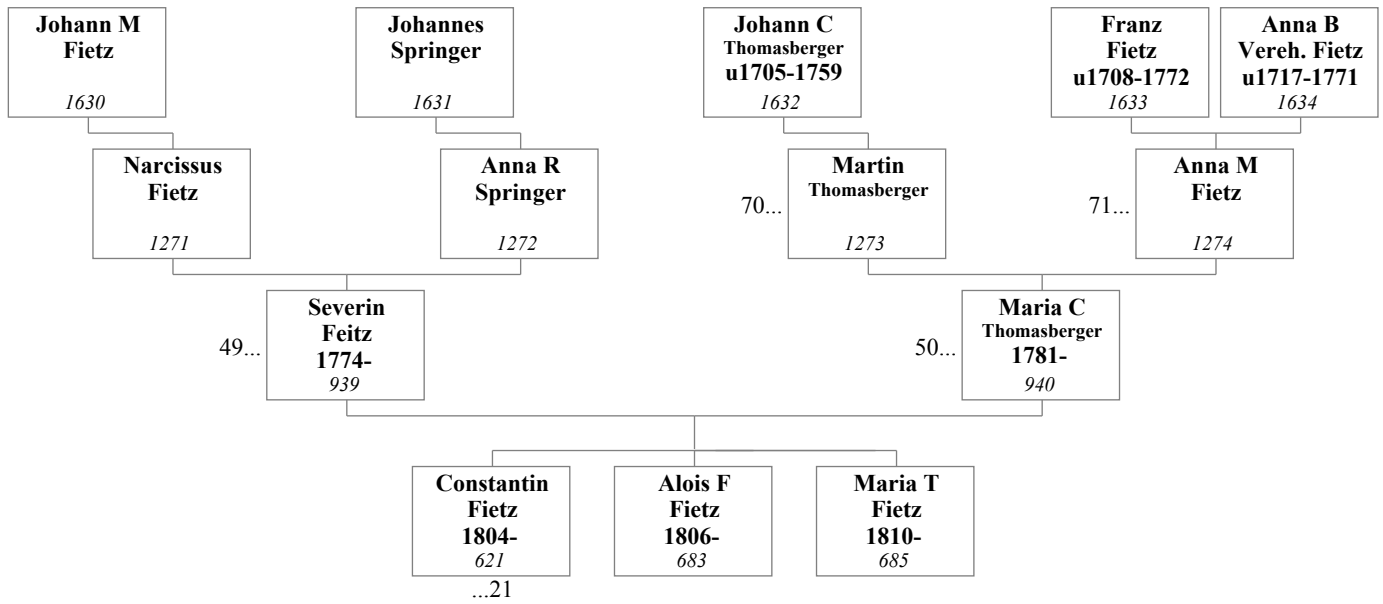 Johann M
Fietz
1630
Johannes
Springer
1631
Johann C
Thomasberger
u1705-1759
1632
Franz
Fietz
u1708-1772
1633
Anna B
Vereh. Fietz
u1717-1771
1634
Narcissus
Fietz
1271
Anna R
Springer
1272
70...
Martin
Thomasberger
1273
71...
Anna M
Fietz
1274
49...
Severin
Feitz
1774-
939
50...
Maria C
Thomasberger
1781-
940
Constantin
Fietz
1804-
621
...21
Alois F
Fietz
1806-
683
Maria T
Fietz
1810-
685